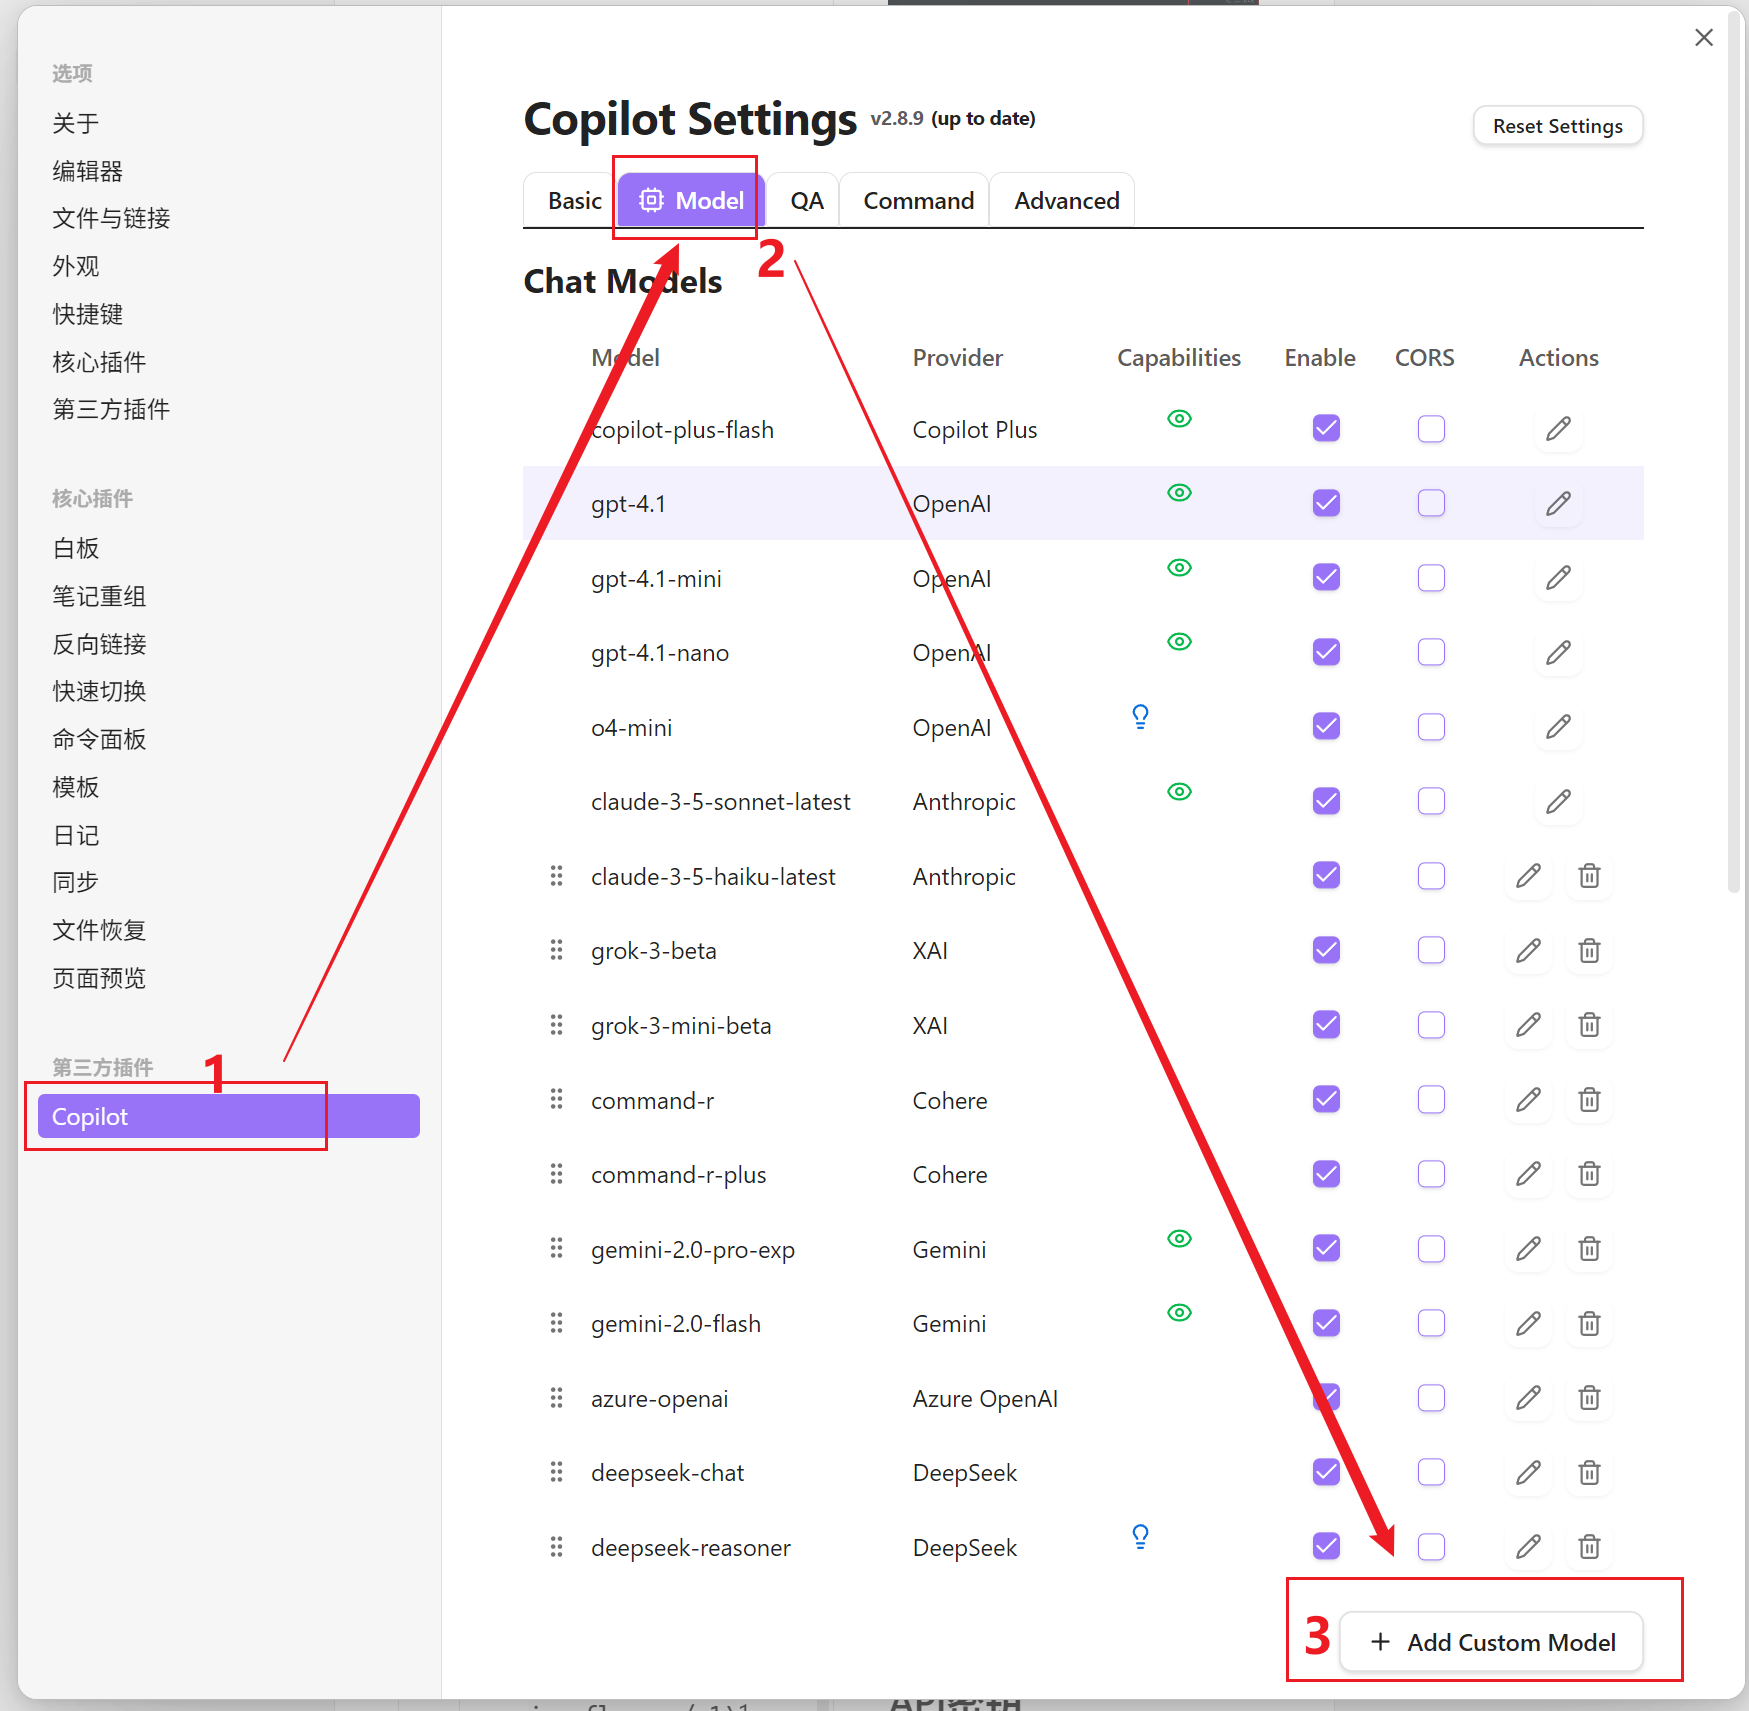 选项
关于
编辑器
文件与链接
外观
快捷键
核心插件
第三方插件
核心插件
白板
笔记重组
反向链接
快速切换
命令面板
模板
日记
同步
文件恢复
页面预览
第三方插件
1
Copilot
Copilot Settings v2.8.9 (up to date)
Reset Settings
Basic Model QA Command Advanced
2
Chat Models
Model Provider Capabilities Enable CORS Actions
copilot-plus-flash Copilot Plus
gpt-4.1 OpenAI
gpt-4.1-mini OpenAI
gpt-4.1-nano OpenAI
o4-mini OpenAI
claude-3-5-sonnet-latest Anthropic
claude-3-5-haiku-latest Anthropic
grok-3-beta XAI
grok-3-mini-beta XAI
command-r Cohere
command-r-plus Cohere
gemini-2.0-pro-exp Gemini
gemini-2.0-flash Gemini
azure-openai Azure OpenAI
deepseek-chat DeepSeek
deepseek-reasoner DeepSeek
3
+ Add Custom Model